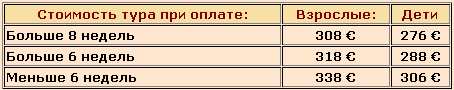 Стоимость тура при оплате: Взрослые: Дети
Больше 8 недель 308 € 276 €
Больше 6 недель 318 € 288 €
Меньше 6 недель 338 € 306 €